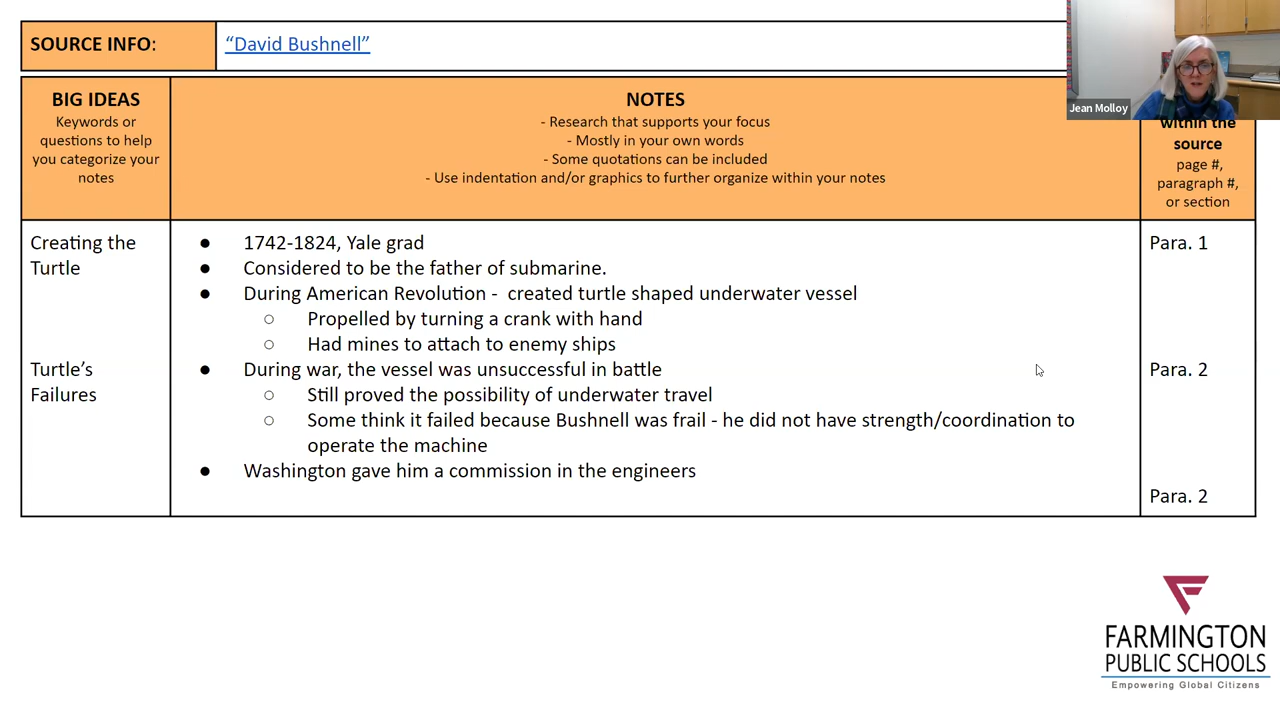 SOURCE INFO:
“David Bushnell”
Jean Molloy
BIG IDEAS
Keywords or
questions to help
you categorize your
notes
NOTES
- Research that supports your focus
- Mostly in your own words
- Some quotations can be included
- Use indentation and/or graphics to further organize within your notes
within the
source
page #,
paragraph #,
or section
Creating the
Turtle
● 1742-1824, Yale grad
● Considered to be the father of submarine.
● During American Revolution - created turtle shaped underwater vessel
○ Propelled by turning a crank with hand
○ Had mines to attach to enemy ships
Para. 1
Turtle’s
Failures
● During war, the vessel was unsuccessful in battle
○ Still proved the possibility of underwater travel
○ Some think it failed because Bushnell was frail - he did not have strength/coordination to
operate the machine
● Washington gave him a commission in the engineers
Para. 2
Para. 2
FARMINGTON
PUBLIC SCHOOLS
Empowering Global Citizens